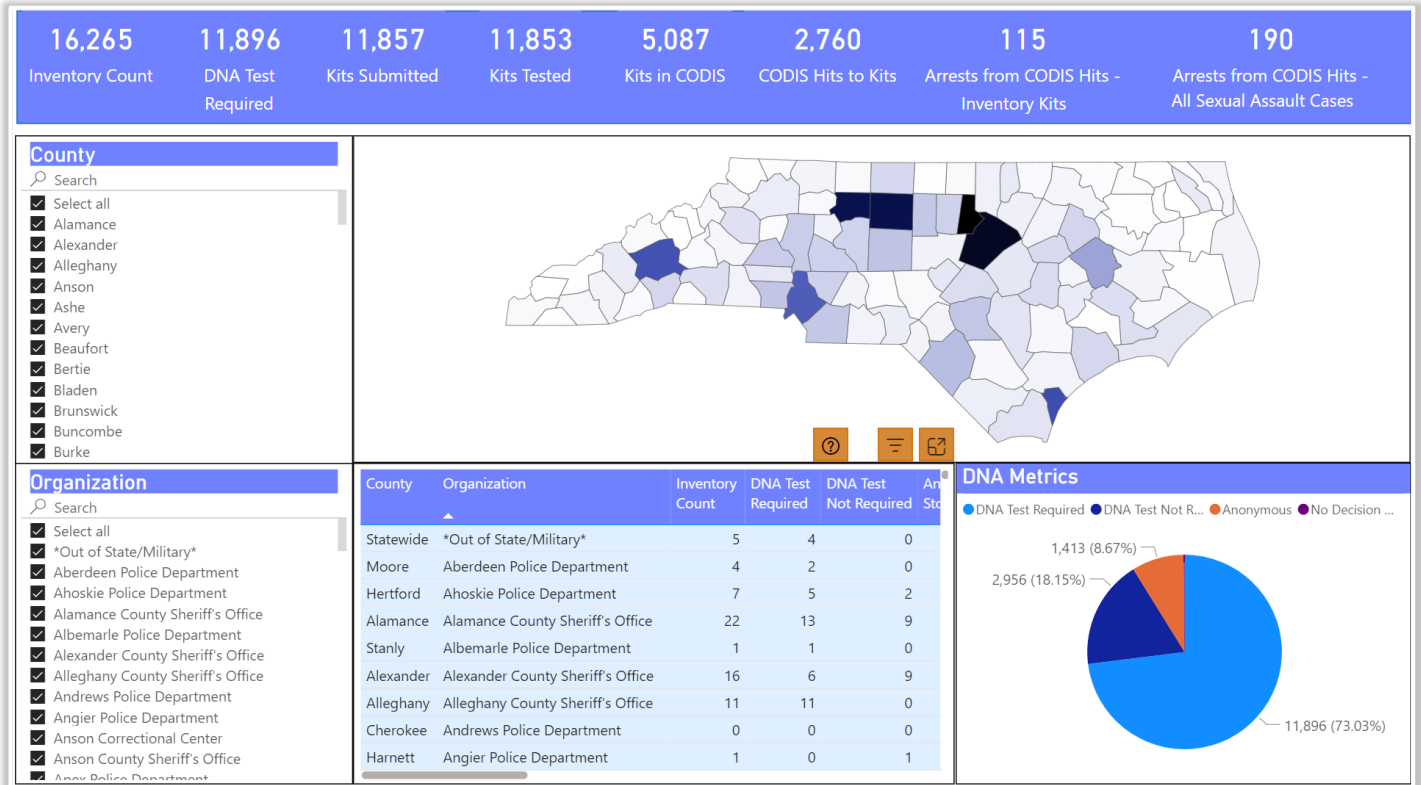 16,265 11,896 11,857 11,853 5,087 2,760 115 190
Inventory Count DNA Test Kits Submitted Kits Tested Kits in CODIS CODIS Hits to Kits Arrests from CODIS Hits - Arrests from CODIS Hits -
Required Inventory Kits All Sexual Assault Cases
County
Search
Select all
Alamance
Alexander
Alleghany
Anson
Ashe
Avery
Beaufort
Bertie
Bladen
Brunswick
Buncombe
Burke
Organization
Search
Select all
*Out of State/Military*
Aberdeen Police Department
Ahoskie Police Department
Alamance County Sheriff's Office
Albemarle Police Department
Alexander County Sheriff's Office
Alleghany County Sheriff's Office
Andrews Police Department
Angier Police Department
Anson Correctional Center
Anson County Sheriff's Office
Apex Police Department
County Organization Inventory DNA Test DNA Test An
Count Required Not Required Sto
Statewide *Out of State/Military* 5 4 0
Moore Aberdeen Police Department 4 2 0
Hertford Ahoskie Police Department 7 5 2
Alamance Alamance County Sheriff's Office 22 13 9
Stanly Albemarle Police Department 1 1 0
Alexander Alexander County Sheriff's Office 16 6 9
Alleghany Alleghany County Sheriff's Office 11 11 0
Cherokee Andrews Police Department 0 0 0
Harnett Angier Police Department 1 0 1
DNA Metrics
DNA Test Required DNA Test Not R... Anonymous No Decision ...
1,413 (8.67%)
2,956 (18.15%)
11,896 (73.03%)